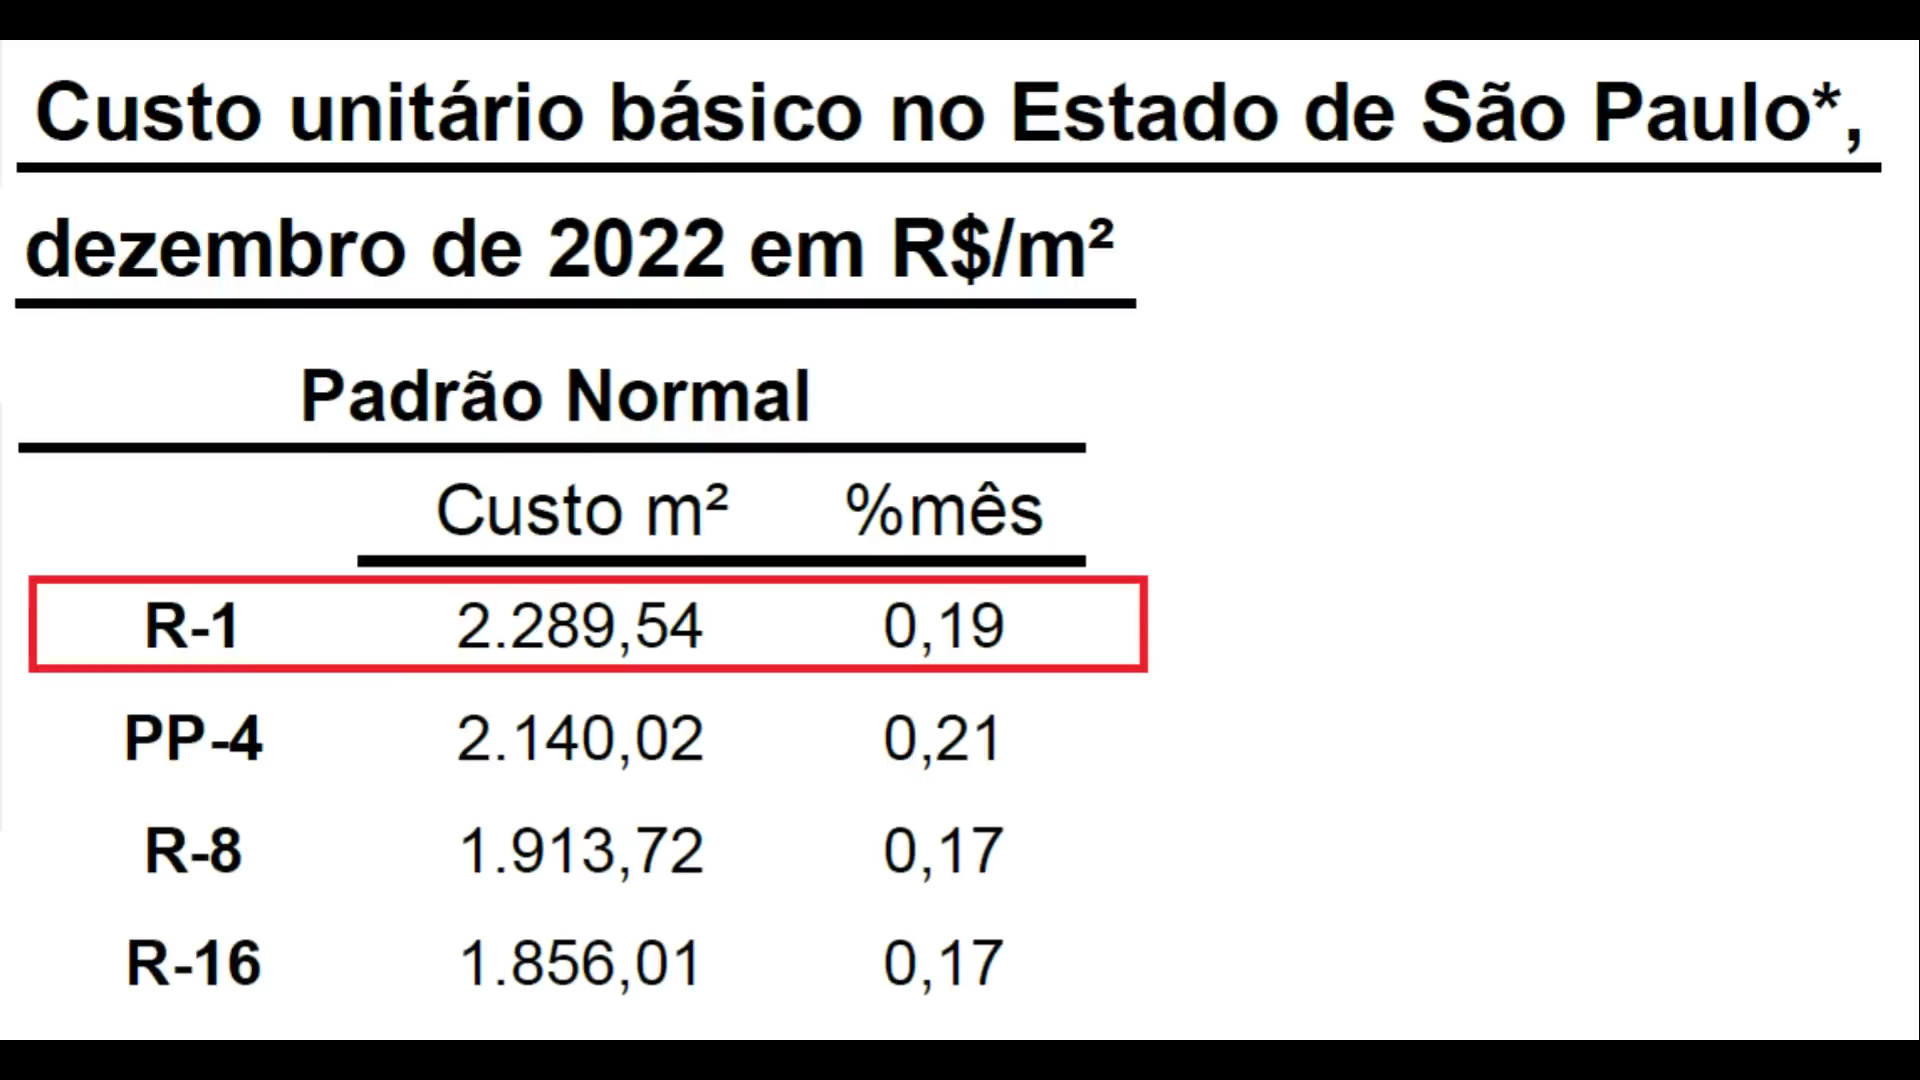 Custo unitário básico no Estado de São Paulo*,
dezembro de 2022 em R$/m²
Padrão Normal
Custo m² %mês
R-1 2.289,54 0,19
PP-4 2.140,02 0,21
R-8 1.913,72 0,17
R-16 1.856,01 0,17